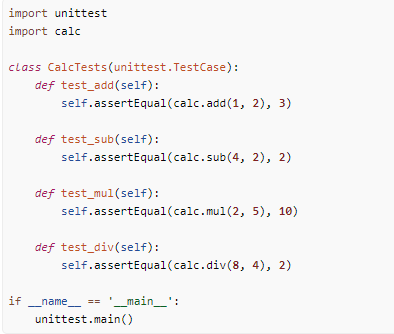 import unittest
import calc

class CalcTests(unittest.TestCase):
    def test_add(self):
        self.assertEqual(calc.add(1, 2), 3)

    def test_sub(self):
        self.assertEqual(calc.sub(4, 2), 2)

    def test_mul(self):
        self.assertEqual(calc.mul(2, 5), 10)

    def test_div(self):
        self.assertEqual(calc.div(8, 4), 2)

if __name__ == '__main__':
    unittest.main()